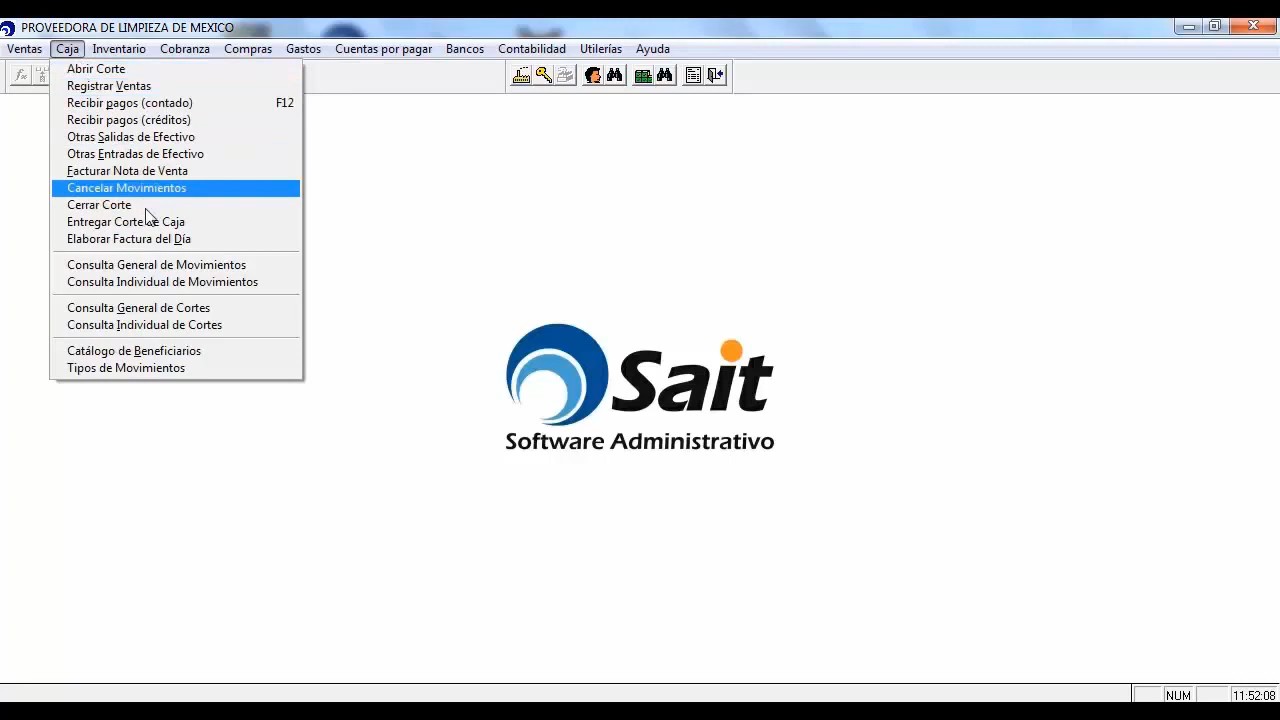 PROVEEDORA DE LIMPIEZA DE MEXICO
Ventas Caja Inventario Cobranza Compras Gastos Cuentas por pagar Bancos Contabilidad Utilerías Ayuda
Abrir Corte
Registrar Ventas
Recibir pagos (contado) F12
Recibir pagos (créditos)
Otras Salidas de Efectivo
Otras Entradas de Efectivo
Facturar Nota de Venta
Cancelar Movimientos
Cerrar Corte
Entregar Corte de Caja
Elaborar Factura del Día
Consulta General de Movimientos
Consulta Individual de Movimientos
Consulta General de Cortes
Consulta Individual de Cortes
Catálogo de Beneficiarios
Tipos de Movimientos
Sait
Software Administrativo
NUM 11:52:08